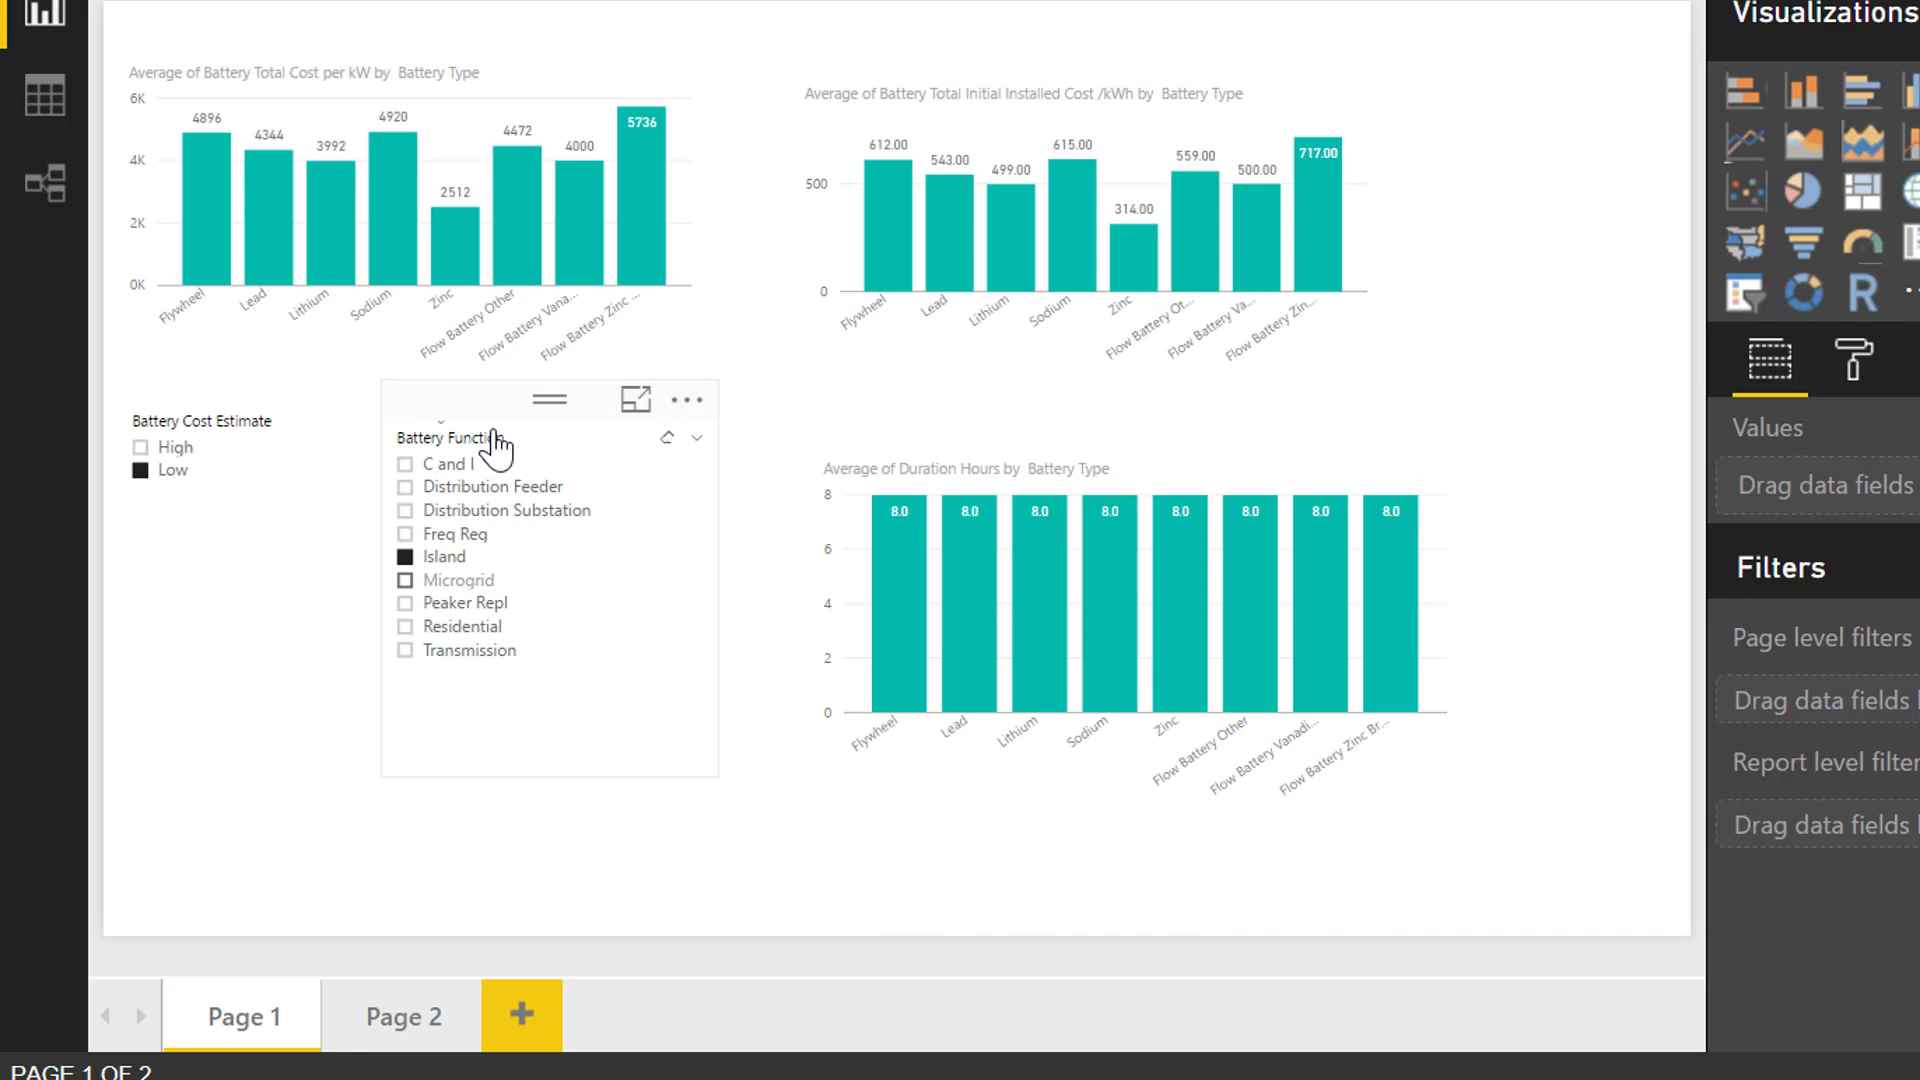 Visualizations
Average of Battery Total Cost per kW by Battery Type
6K
4K
2K
0K
4896
4344
3992
4920
2512
4472
4000
5736
Flywheel
Lead
Lithium
Sodium
Zinc
Flow Battery Other
Flow Battery Vana...
Flow Battery Zinc ...
Average of Battery Total Initial Installed Cost /kWh by Battery Type
500
0
612.00
543.00
499.00
615.00
314.00
559.00
500.00
717.00
Flywheel
Lead
Lithium
Sodium
Zinc
Flow Battery Ot...
Flow Battery Va...
Flow Battery Zin...
Battery Cost Estimate
High
Low
C and I
Distribution Feeder
Distribution Substation
Freq Reg
Island
Microgrid
Peaker Repl
Residential
Transmission
Average of Duration Hours by Battery Type
8
6
4
2
0
8.0
8.0
8.0
8.0
8.0
8.0
8.0
8.0
Flywheel
Lead
Lithium
Sodium
Zinc
Flow Battery Other
Flow Battery Vanadi...
Flow Battery Zinc Br...
R
Values
Drag data fields
Filters
Page level filters
Drag data fields
Report level filter
Drag data fields
Page 1
Page 2
PAGE 1 OF 2